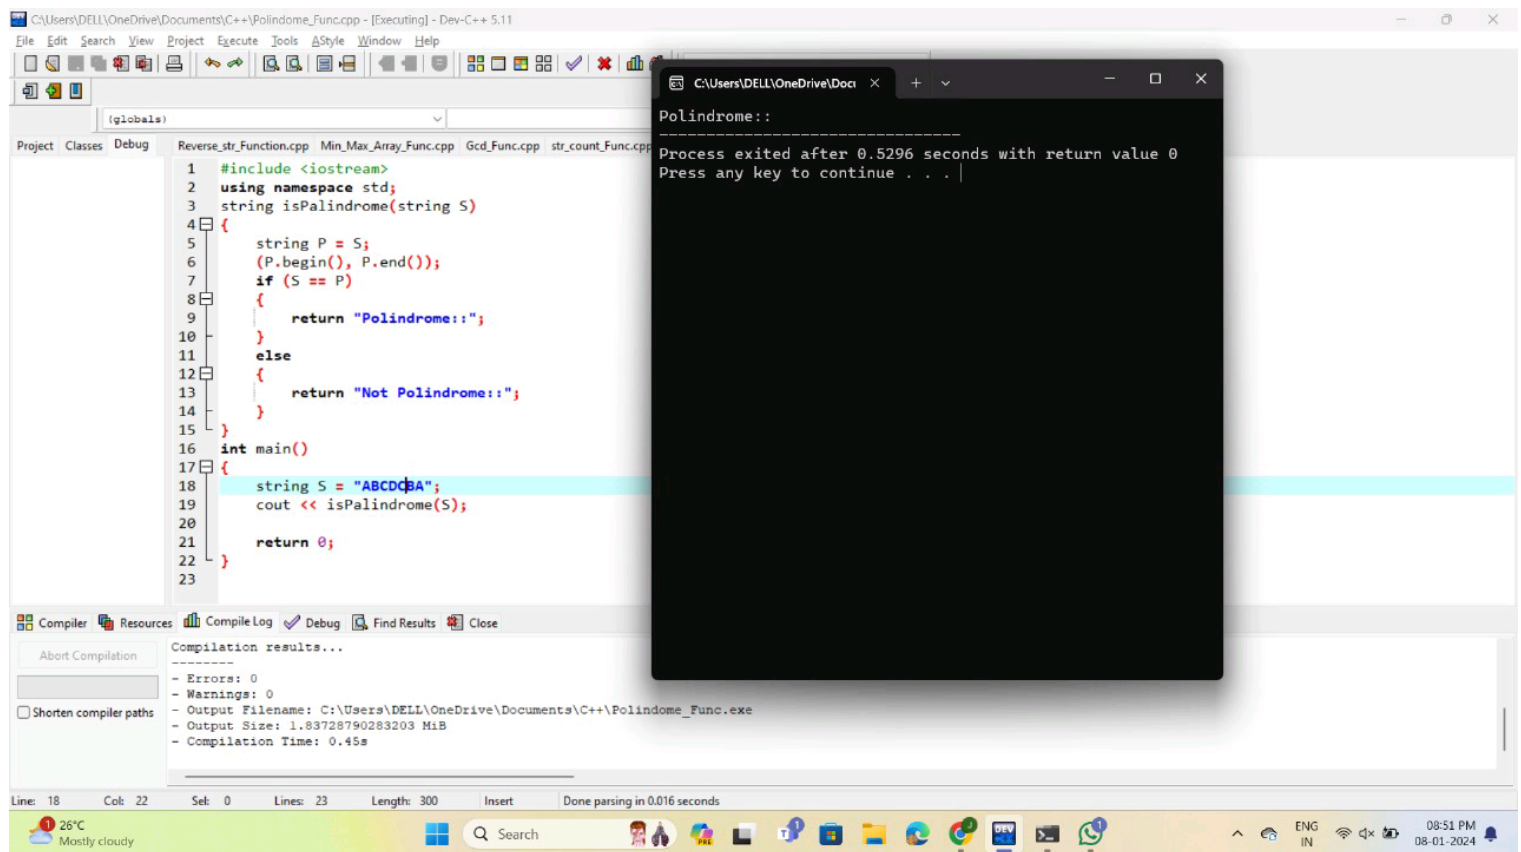 C:\Users\DELL\OneDrive\Documents\C++\Polindome_Func.cpp - [Executing] - Dev-C++ 5.11
File Edit Search View Project Execute Tools AStyle Window Help
(globals)
Project Classes Debug
Reverse_str_Function.cpp Min_Max_Array_Func.cpp Gcd_Func.cpp str_count_Func.cpp
1 #include <iostream>
2 using namespace std;
3 string isPalindrome(string S)
4 {
5 string P = S;
6 (P.begin(), P.end());
7 if (S == P)
8 {
9 return "Polindrome::";
10 }
11 else
12 {
13 return "Not Polindrome::";
14 }
15 }
16 int main()
17 {
18 string S = "ABCDCBA";
19 cout << isPalindrome(S);
20
21 return 0;
22 }
23
C:\Users\DELL\OneDrive\Docu
Polindrome::
--------------------------------
Process exited after 0.5296 seconds with return value 0
Press any key to continue . . .
Compiler Resources Compile Log Debug Find Results Close
Abort Compilation
Shorten compiler paths
Compilation results...
--------
- Errors: 0
- Warnings: 0
- Output Filename: C:\Users\DELL\OneDrive\Documents\C++\Polindome_Func.exe
- Output Size: 1.83728790283203 MiB
- Compilation Time: 0.45s
Line: 18 Col: 22 Sel: 0 Lines: 23 Length: 300 Insert Done parsing in 0.016 seconds
1
26°C
Mostly cloudy
Search
PRE
1
J
DEV
1
ENG
IN
08:51 PM
08-01-2024